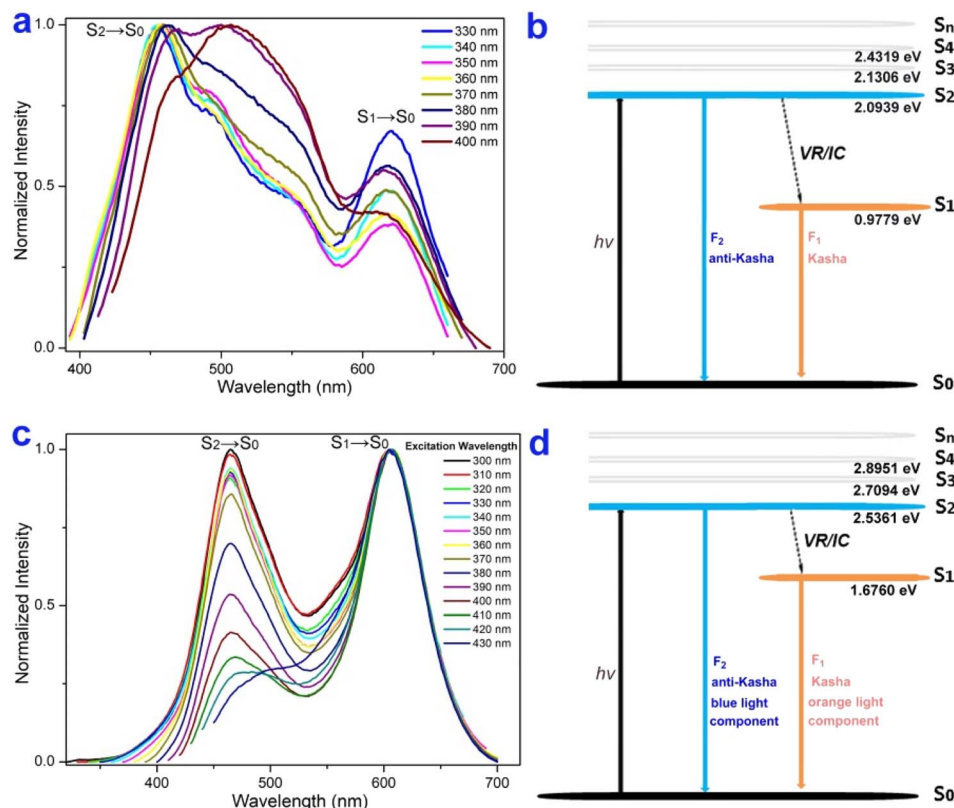 a
S₂→S₀
S₁→S₀
330 nm
340 nm
350 nm
360 nm
370 nm
380 nm
390 nm
400 nm
1.0
0.5
0.0
Normalized Intensity
400
500
600
700
Wavelength (nm)
b
Sn
S4
2.4319 eV
S3
2.1306 eV
S2
2.0939 eV
VR/IC
S1
0.9779 eV
hv
F₂
anti-Kasha
F₁
Kasha
S0
c
S₂→S₀
S₁→S₀
Excitation Wavelength
300 nm
310 nm
320 nm
330 nm
340 nm
350 nm
360 nm
370 nm
380 nm
390 nm
400 nm
410 nm
420 nm
430 nm
1.0
0.5
0.0
Normalized Intensity
400
500
600
700
Wavelength (nm)
d
Sn
S4
2.8951 eV
S3
2.7094 eV
S2
2.5361 eV
VR/IC
S1
1.6760 eV
hv
F₂
anti-Kasha
blue light
component
F₁
Kasha
orange light
component
S0